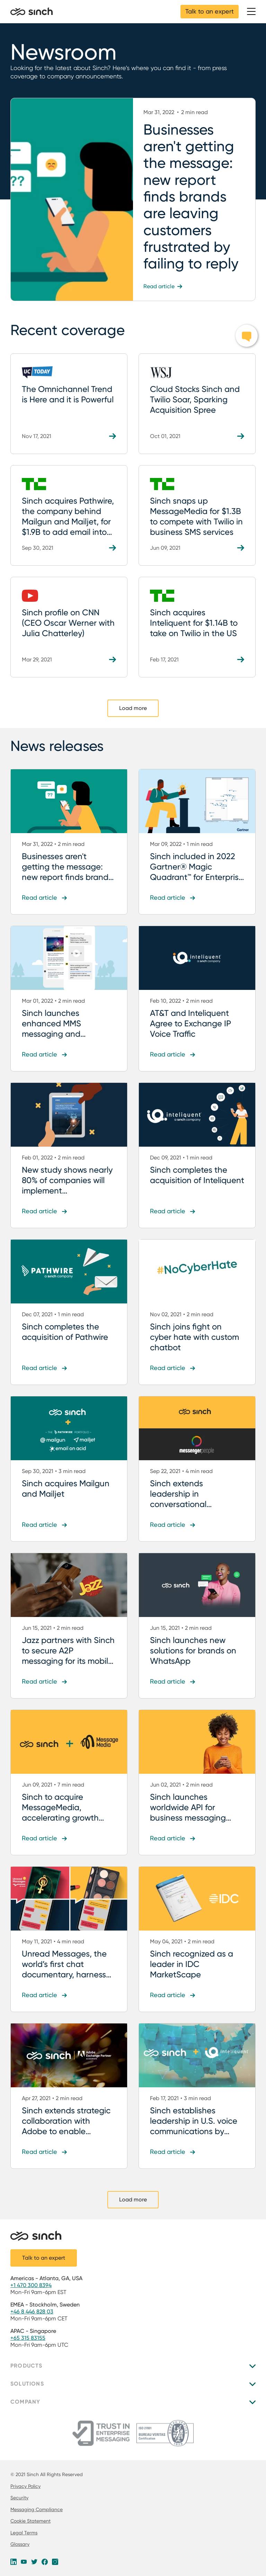 sinch
Talk to an expert
Newsroom
Looking for the latest about Sinch? Here's where you can find it - from press
coverage to company announcements.
Mar 31, 2022 • 2 min read
Businesses
aren't getting
the message:
new report
finds brands
are leaving
customers
frustrated by
failing to reply
Read article
Recent coverage
UC TODAY
The Omnichannel Trend
is Here and it is Powerful
Nov 17, 2021
WSJ
Cloud Stocks Sinch and
Twilio Soar, Sparking
Acquisition Spree
Oct 01, 2021
Sinch acquires Pathwire,
the company behind
Mailgun and Mailjet, for
$1.9B to add email into...
Sep 30, 2021
Sinch snaps up
MessageMedia for $1.3B
to compete with Twilio in
business SMS services
Jun 09, 2021
Sinch profile on CNN
(CEO Oscar Werner with
Julia Chatterley)
Mar 29, 2021
Sinch acquires
Inteliquent for $1.14B to
take on Twilio in the US
Feb 17, 2021
Load more
News releases
Mar 31, 2022 • 2 min read
Businesses aren't
getting the message:
new report finds brand...
Read article
Gartner
Mar 09, 2022 • 1 min read
Sinch included in 2022
Gartner® Magic
Quadrant™ for Enterpris...
Read article
Mar 01, 2022 • 2 min read
Sinch launches
enhanced MMS
messaging and...
Read article
inteliquent
Feb 10, 2022 • 2 min read
AT&T and Inteliquent
Agree to Exchange IP
Voice Traffic
Read article
Feb 01, 2022 • 2 min read
New study shows nearly
80% of companies will
implement...
Read article
inteliquent
Dec 09, 2021 • 1 min read
Sinch completes the
acquisition of Inteliquent
Read article
PATHWIRE
Dec 07, 2021 • 1 min read
Sinch completes the
acquisition of Pathwire
Read article
#NoCyberHate
Nov 02, 2021 • 2 min read
Sinch joins fight on
cyber hate with custom
chatbot
Read article
sinch
+
mailgun
mailjet
email on acid
Sep 30, 2021 • 3 min read
Sinch acquires Mailgun
and Mailjet
Read article
sinch
messengerpeople
Sep 22, 2021 • 4 min read
Sinch extends
leadership in
conversational...
Read article
Jazz
Jun 15, 2021 • 2 min read
Jazz partners with Sinch
to secure A2P
messaging for its mobil...
Read article
sinch
Jun 15, 2021 • 2 min read
Sinch launches new
solutions for brands on
WhatsApp
Read article
sinch + Message Media
Jun 09, 2021 • 7 min read
Sinch to acquire
MessageMedia,
accelerating growth...
Read article
Jun 02, 2021 • 2 min read
Sinch launches
worldwide API for
business messaging...
Read article
May 11, 2021 • 4 min read
Unread Messages, the
world's first chat
documentary, harness...
Read article
IDC
May 04, 2021 • 2 min read
Sinch recognized as a
leader in IDC
MarketScape
Read article
sinch
Adobe
Apr 27, 2021 • 2 min read
Sinch extends strategic
collaboration with
Adobe to enable...
Read article
sinch + inteliquent
Feb 17, 2021 • 3 min read
Sinch establishes
leadership in U.S. voice
communications by...
Read article
Load more
sinch
Talk to an expert
Americas - Atlanta, GA, USA
+1 470 300 8394
Mon-Fri 9am-6pm EST
EMEA - Stockholm, Sweden
+46 8 446 828 03
Mon-Fri 9am-6pm CET
APAC - Singapore
+65 315 83155
Mon-Fri 9am-6pm UTC
PRODUCTS
SOLUTIONS
COMPANY
TRUST IN
ENTERPRISE
MESSAGING
BUREAU VERITAS
Certification
© 2021 Sinch All Rights Reserved
Privacy Policy
Security
Messaging Compliance
Cookie Statement
Legal Terms
Glossary